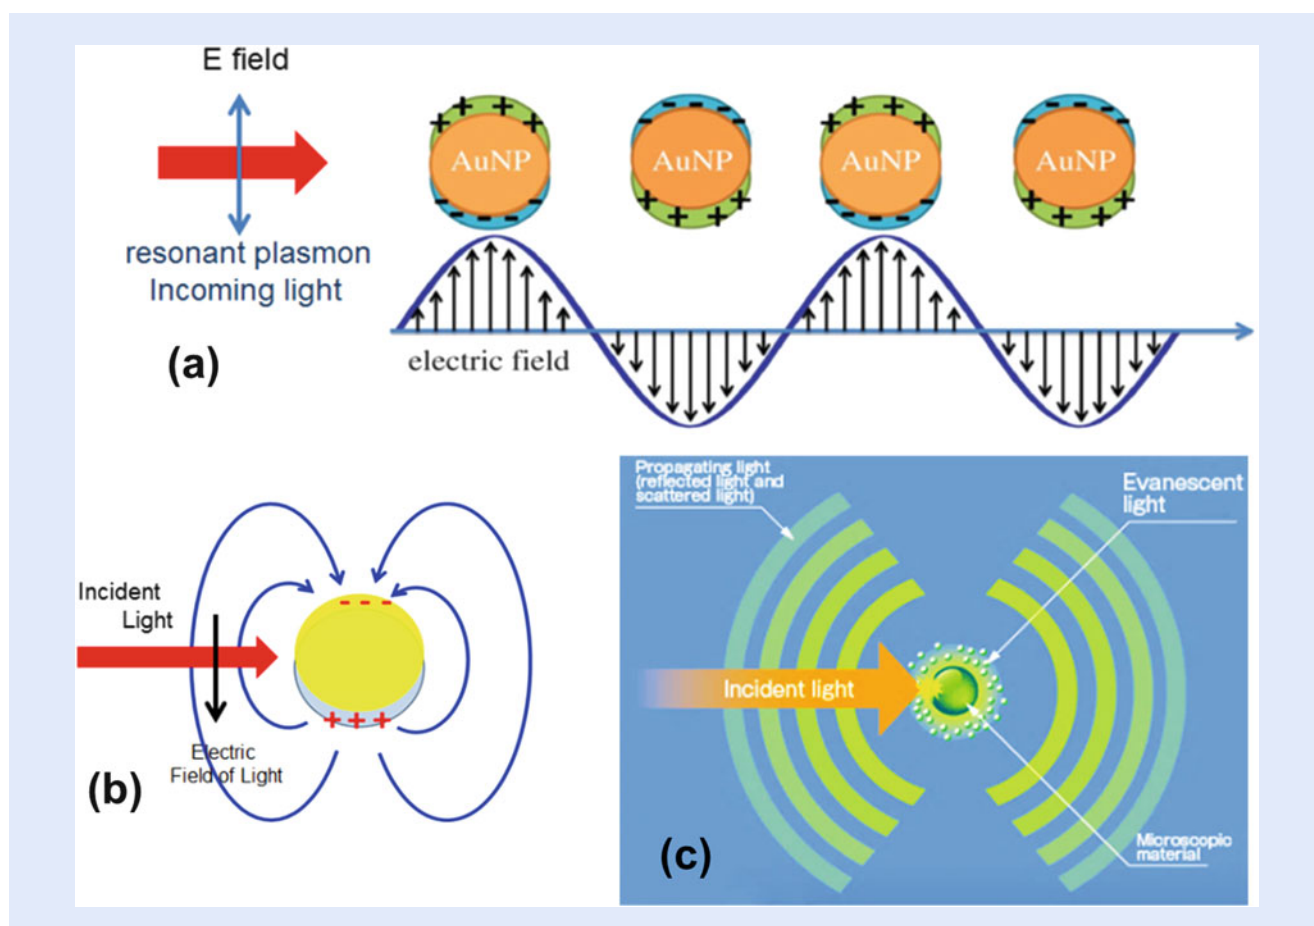 E field
resonant plasmon
Incoming light
(a)
+ + + +
AuNP
- - - - -
- - - - -
AuNP
+ + + +
+ + + +
AuNP
- - - - -
- - - - -
AuNP
+ + + +
electric field
Incident
Light
- - -
+ + +
Electric
Field of Light
(b)
Propagating light
(reflected light and
scattered light)
Evanescent
light
Incident light
Microscopic
material
(c)